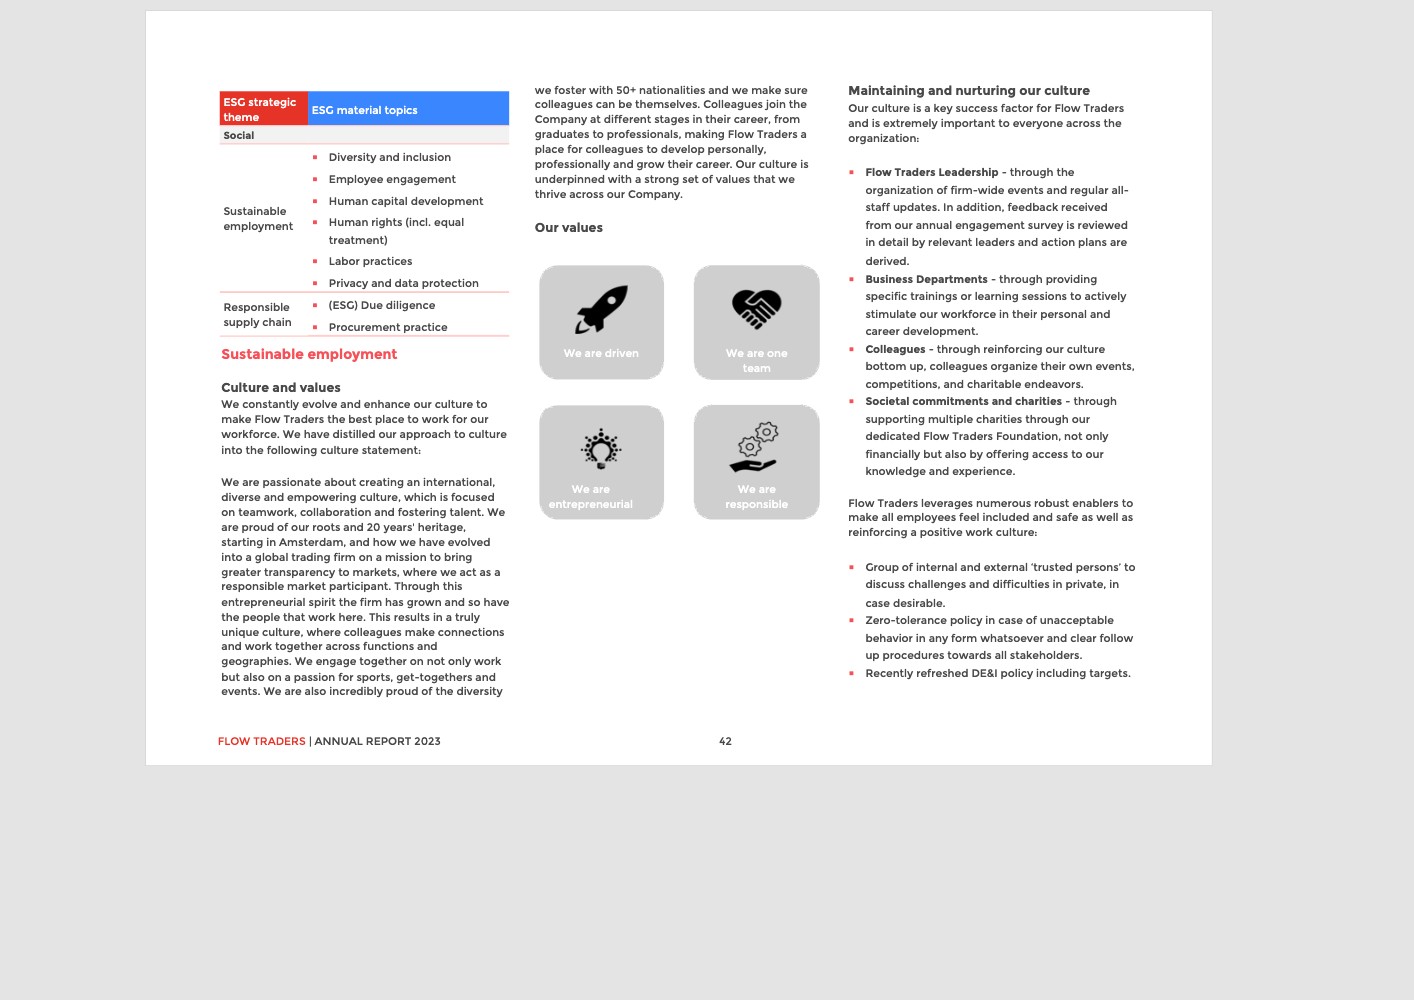 ESG strategic
theme
ESG material topics
Social
Sustainable
employment
▪ Diversity and inclusion
▪ Employee engagement
▪ Human capital development
▪ Human rights (incl. equal
treatment)
▪ Labor practices
▪ Privacy and data protection
Responsible
supply chain
▪ (ESG) Due diligence
▪ Procurement practice
Sustainable employment
Culture and values
We constantly evolve and enhance our culture to
make Flow Traders the best place to work for our
workforce. We have distilled our approach to culture
into the following culture statement:
We are passionate about creating an international,
diverse and empowering culture, which is focused
on teamwork, collaboration and fostering talent. We
are proud of our roots and 20 years' heritage,
starting in Amsterdam, and how we have evolved
into a global trading firm on a mission to bring
greater transparency to markets, where we act as a
responsible market participant. Through this
entrepreneurial spirit the firm has grown and so have
the people that work here. This results in a truly
unique culture, where colleagues make connections
and work together across functions and
geographies. We engage together on not only work
but also on a passion for sports, get-togethers and
events. We are also incredibly proud of the diversity
we foster with 50+ nationalities and we make sure
colleagues can be themselves. Colleagues join the
Company at different stages in their career, from
graduates to professionals, making Flow Traders a
place for colleagues to develop personally,
professionally and grow their career. Our culture is
underpinned with a strong set of values that we
thrive across our Company.
Our values
We are driven
We are one
team
We are
entrepreneurial
We are
responsible
Maintaining and nurturing our culture
Our culture is a key success factor for Flow Traders
and is extremely important to everyone across the
organization:
▪ Flow Traders Leadership - through the
organization of firm-wide events and regular all-
staff updates. In addition, feedback received
from our annual engagement survey is reviewed
in detail by relevant leaders and action plans are
derived.
▪ Business Departments - through providing
specific trainings or learning sessions to actively
stimulate our workforce in their personal and
career development.
▪ Colleagues - through reinforcing our culture
bottom up, colleagues organize their own events,
competitions, and charitable endeavors.
▪ Societal commitments and charities - through
supporting multiple charities through our
dedicated Flow Traders Foundation, not only
financially but also by offering access to our
knowledge and experience.
Flow Traders leverages numerous robust enablers to
make all employees feel included and safe as well as
reinforcing a positive work culture:
▪ Group of internal and external ‘trusted persons’ to
discuss challenges and difficulties in private, in
case desirable.
▪ Zero-tolerance policy in case of unacceptable
behavior in any form whatsoever and clear follow
up procedures towards all stakeholders.
▪ Recently refreshed DE&I policy including targets.
FLOW TRADERS | ANNUAL REPORT 2023
42